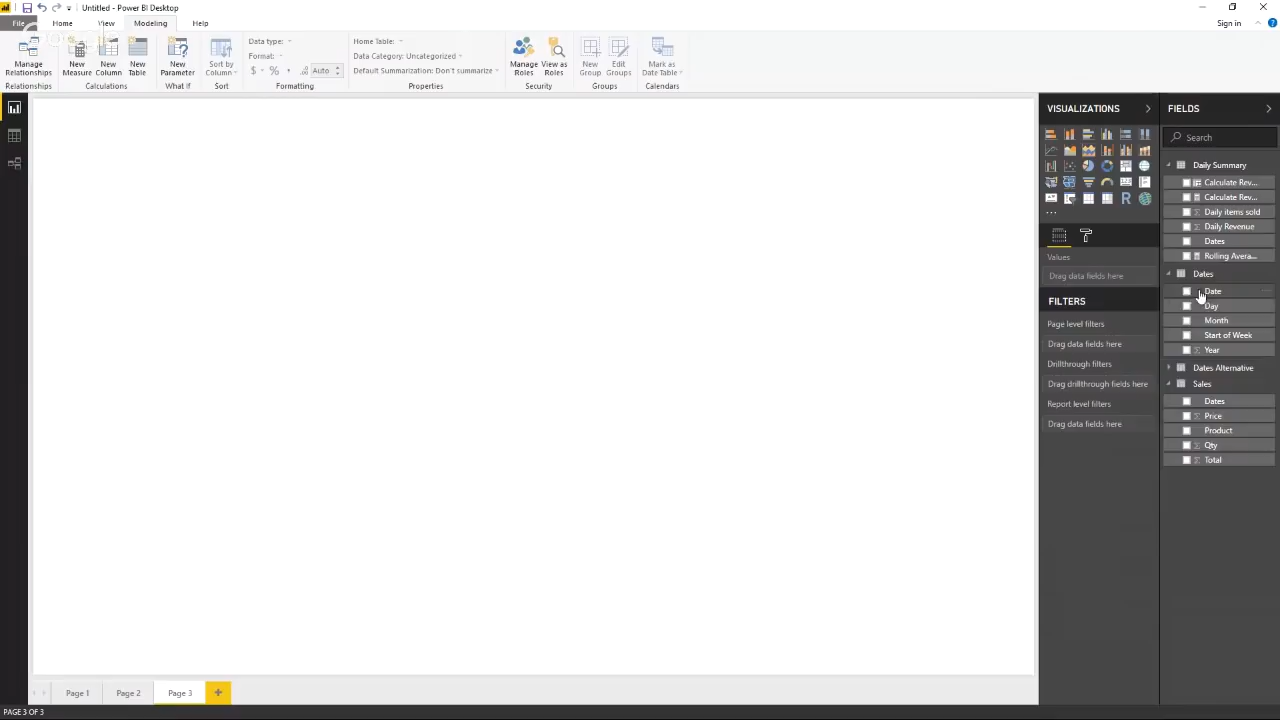 Untitled - Power BI Desktop
File Home View Modeling Help Sign in
Manage Relationships
New Measure
New Column
New Table
New Parameter
Sort by Column
Data type:
Format:
$ % , .00 Auto
Home Table:
Data Category: Uncategorized
Default Summarization: Don't summarize
Manage Roles
View as Roles
New Group
Edit Groups
Mark as Date Table
Relationships Calculations What if Sort Formatting Properties Security Groups Calendars
VISUALIZATIONS
R
...
Values
Drag data fields here
FILTERS
Page level filters
Drag data fields here
Drillthrough filters
Drag drillthrough fields here
Report level filters
Drag data fields here
FIELDS
Search
Daily Summary
Calculate Rev...
Calculate Rev...
Σ Daily items sold
Σ Daily Revenue
Dates
Rolling Avera...
Dates
Date
Day
Month
Start of Week
Σ Year
Dates Alternative
Sales
Dates
Σ Price
Product
Σ Qty
Σ Total
Page 1 Page 2 Page 3 +
PAGE 3 OF 3